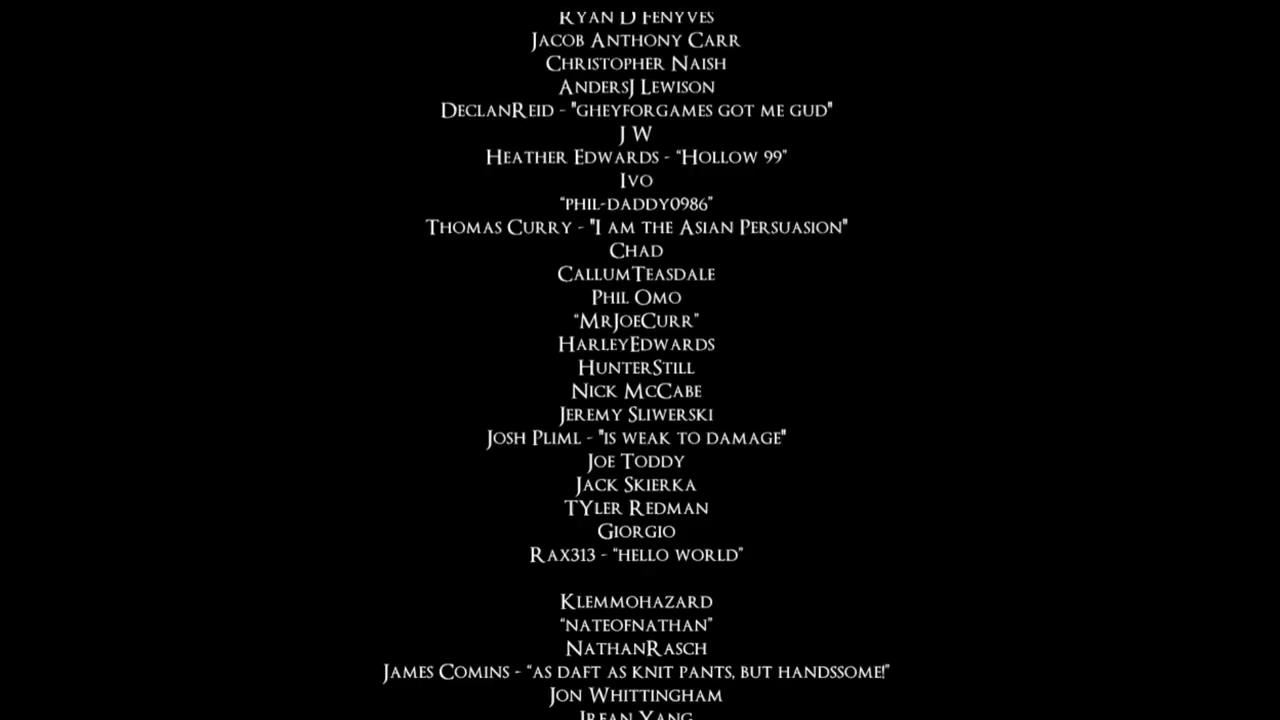 Ryan D Fenyves
Jacob Anthony Carr
Christopher Naish
AndersJ Lewison
DeclanReid - "gheyforgames got me gud"
J W
Heather Edwards - “Hollow 99”
Ivo
“phil-daddy0986”
Thomas Curry - "I am the Asian Persuasion"
Chad
CallumTeasdale
Phil Omo
“MrJoeCurr”
HarleyEdwards
HunterStill
Nick McCabe
Jeremy Sliwerski
Josh Pliml - "is weak to damage"
Joe Toddy
Jack Skierka
TYler Redman
Giorgio
Rax313 - “hello world”
Klemmohazard
“nateofnathan”
NathanRasch
James Comins - “as daft as knit pants, but handssome!”
Jon Whittingham
Yang